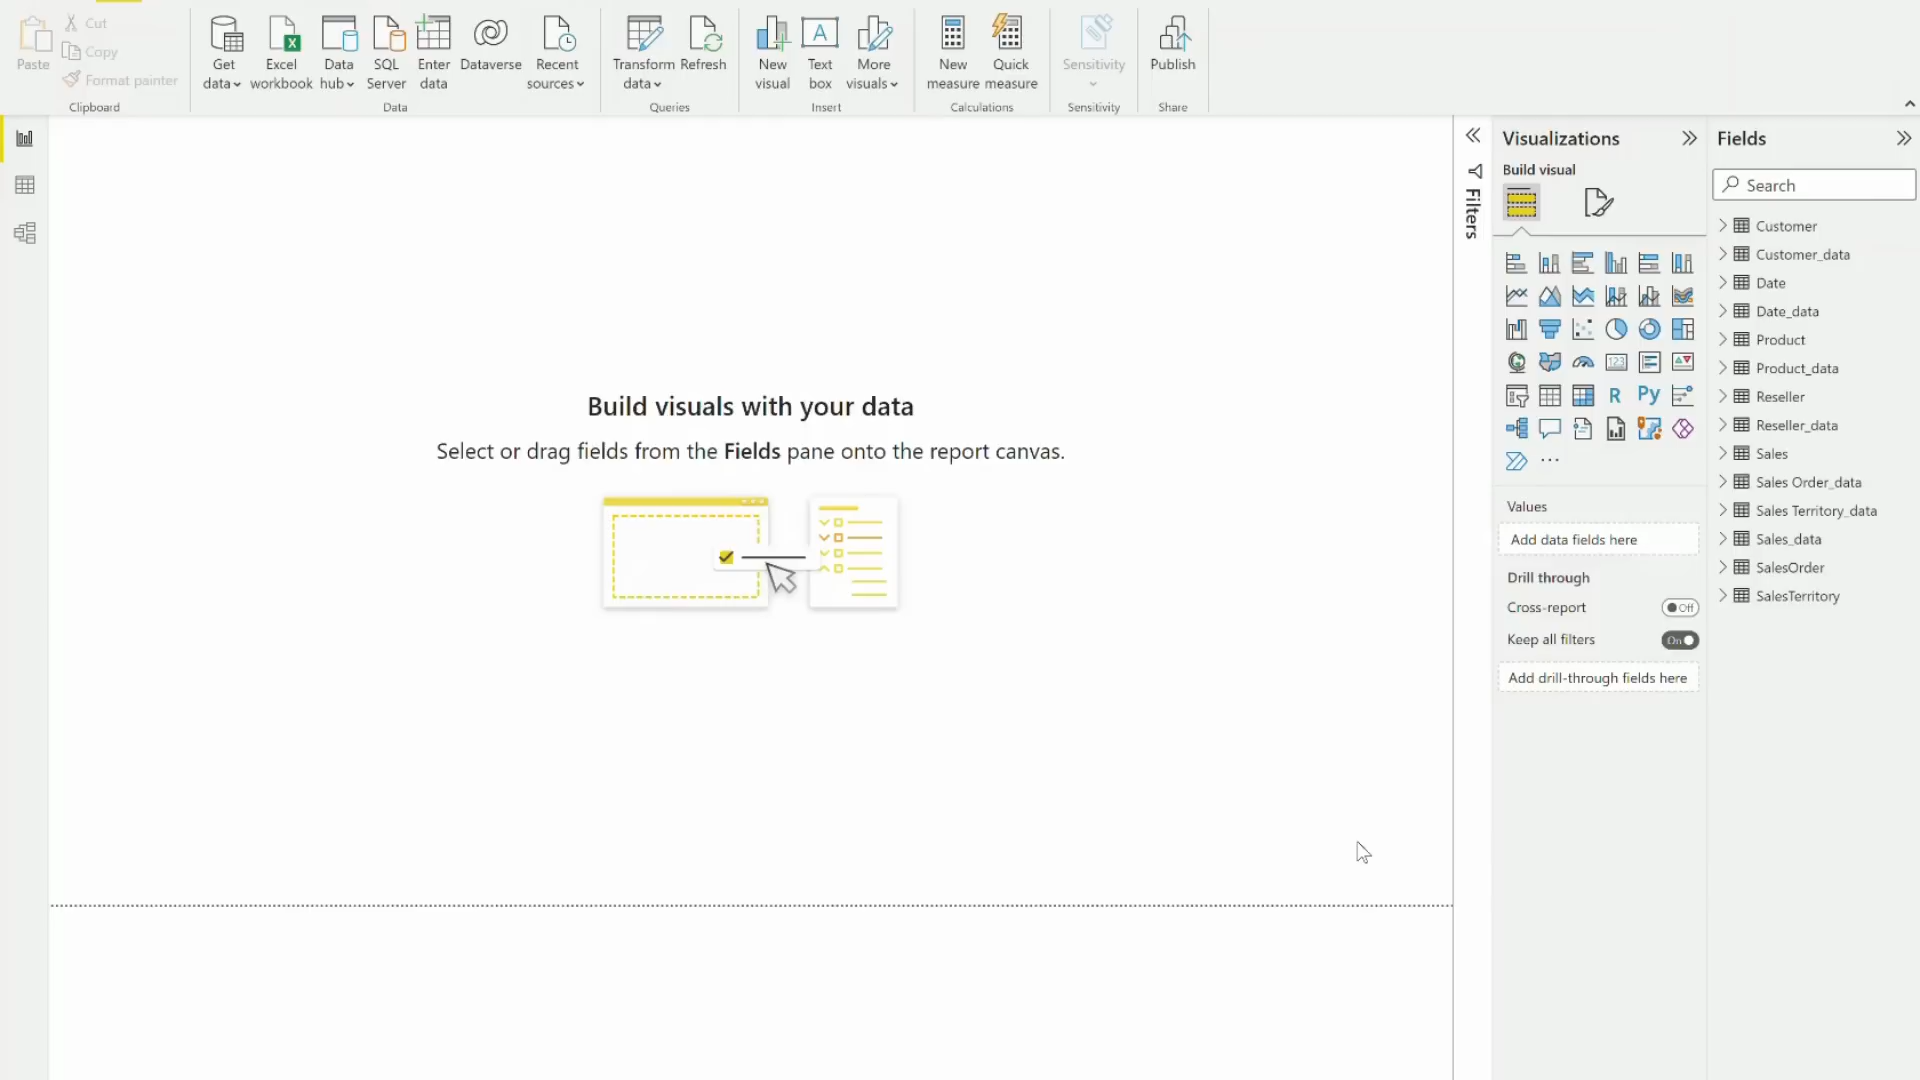 Cut
Copy
Format painter
Paste
Clipboard
Get data
Excel workbook
Data hub
SQL Server
Enter data
Dataverse
Recent sources
Data
Transform data
Refresh
Queries
New visual
Text box
More visuals
Insert
New measure
Quick measure
Calculations
Sensitivity
Sensitivity
Publish
Share
Build visuals with your data
Select or drag fields from the Fields pane onto the report canvas.
Filters
Visualizations
Build visual
123
R
Py
Values
Add data fields here
Drill through
Cross-report
Off
Keep all filters
On
Add drill-through fields here
Fields
Search
Customer
Customer_data
Date
Date_data
Product
Product_data
Reseller
Reseller_data
Sales
Sales Order_data
Sales Territory_data
Sales_data
SalesOrder
SalesTerritory